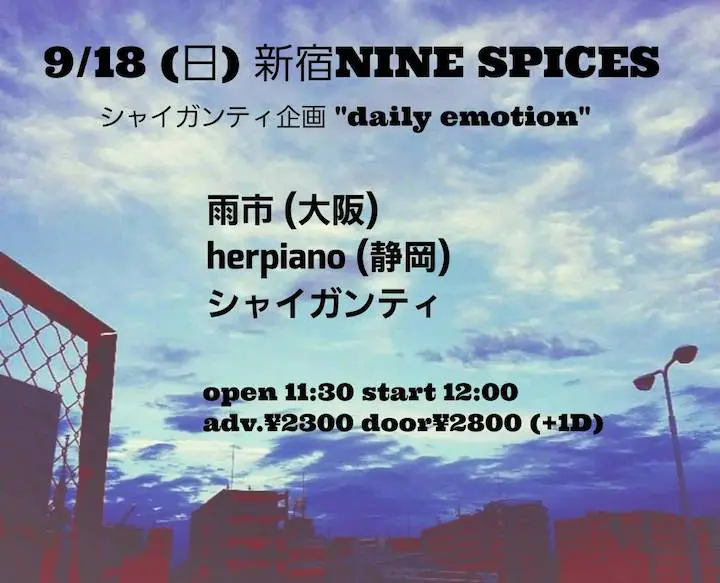 9/18 (日) 新宿NINE SPICES
シャイガンティ企画 "daily emotion"
雨市 (大阪)
herpiano (静岡)
シャイガンティ
open 11:30 start 12:00
adv.¥2300 door¥2800 (+1D)